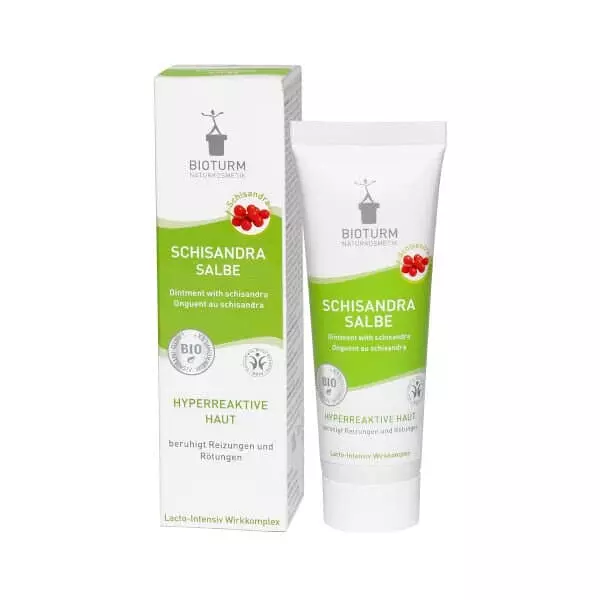 BIOTURM
NATURKOSMETIK
Schisandra
SCHISANDRA
SALBE
Ointment with schisandra
Onguent au schisandra
BIO
HYPERREAKTIVE
HAUT
beruhigt Reizungen und
Rötungen
Lacto-Intensiv Wirkkomplex
BIOTURM
NATURKOSMETIK
Schisandra
SCHISANDRA
SALBE
Ointment with schisandra
Onguent au schisandra
BIO
HYPERREAKTIVE HAUT
beruhigt Reizungen und Rötungen
Lacto-Intensiv Wirkkomplex